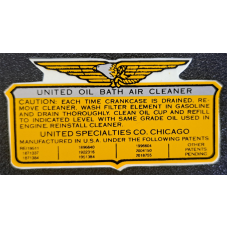 UNITED OIL BATH AIR CLEANER
CAUTION: EACH TIME CRANKCASE IS DRAINED. RE-
MOVE CLEANER. WASH FILTER ELEMENT IN GASOLINE
AND DRAIN THOROUGHLY. CLEAN OIL CUP AND REFILL
TO INDICATED LEVEL WITH SAME GRADE OIL USED IN
ENGINE REINSTALL CLEANER.
UNITED SPECIALTIES CO. CHICAGO
MANUFACTURED IN U.S.A. UNDER THE FOLLOWING PATENTS
OTHER
PATENTS
PENDING